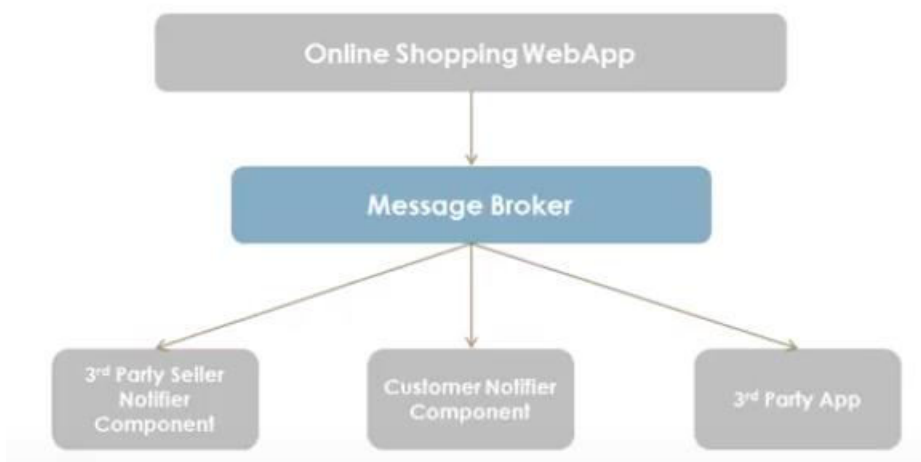 Online Shopping WebApp
Message Broker
3rd Party Seller
Notifier
Component
Customer Notifier
Component
3rd Party App